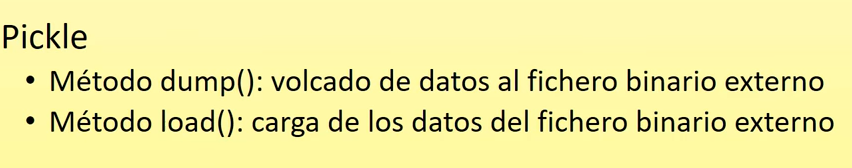 Pickle
• Método dump(): volcado de datos al fichero binario externo
• Método load(): carga de los datos del fichero binario externo